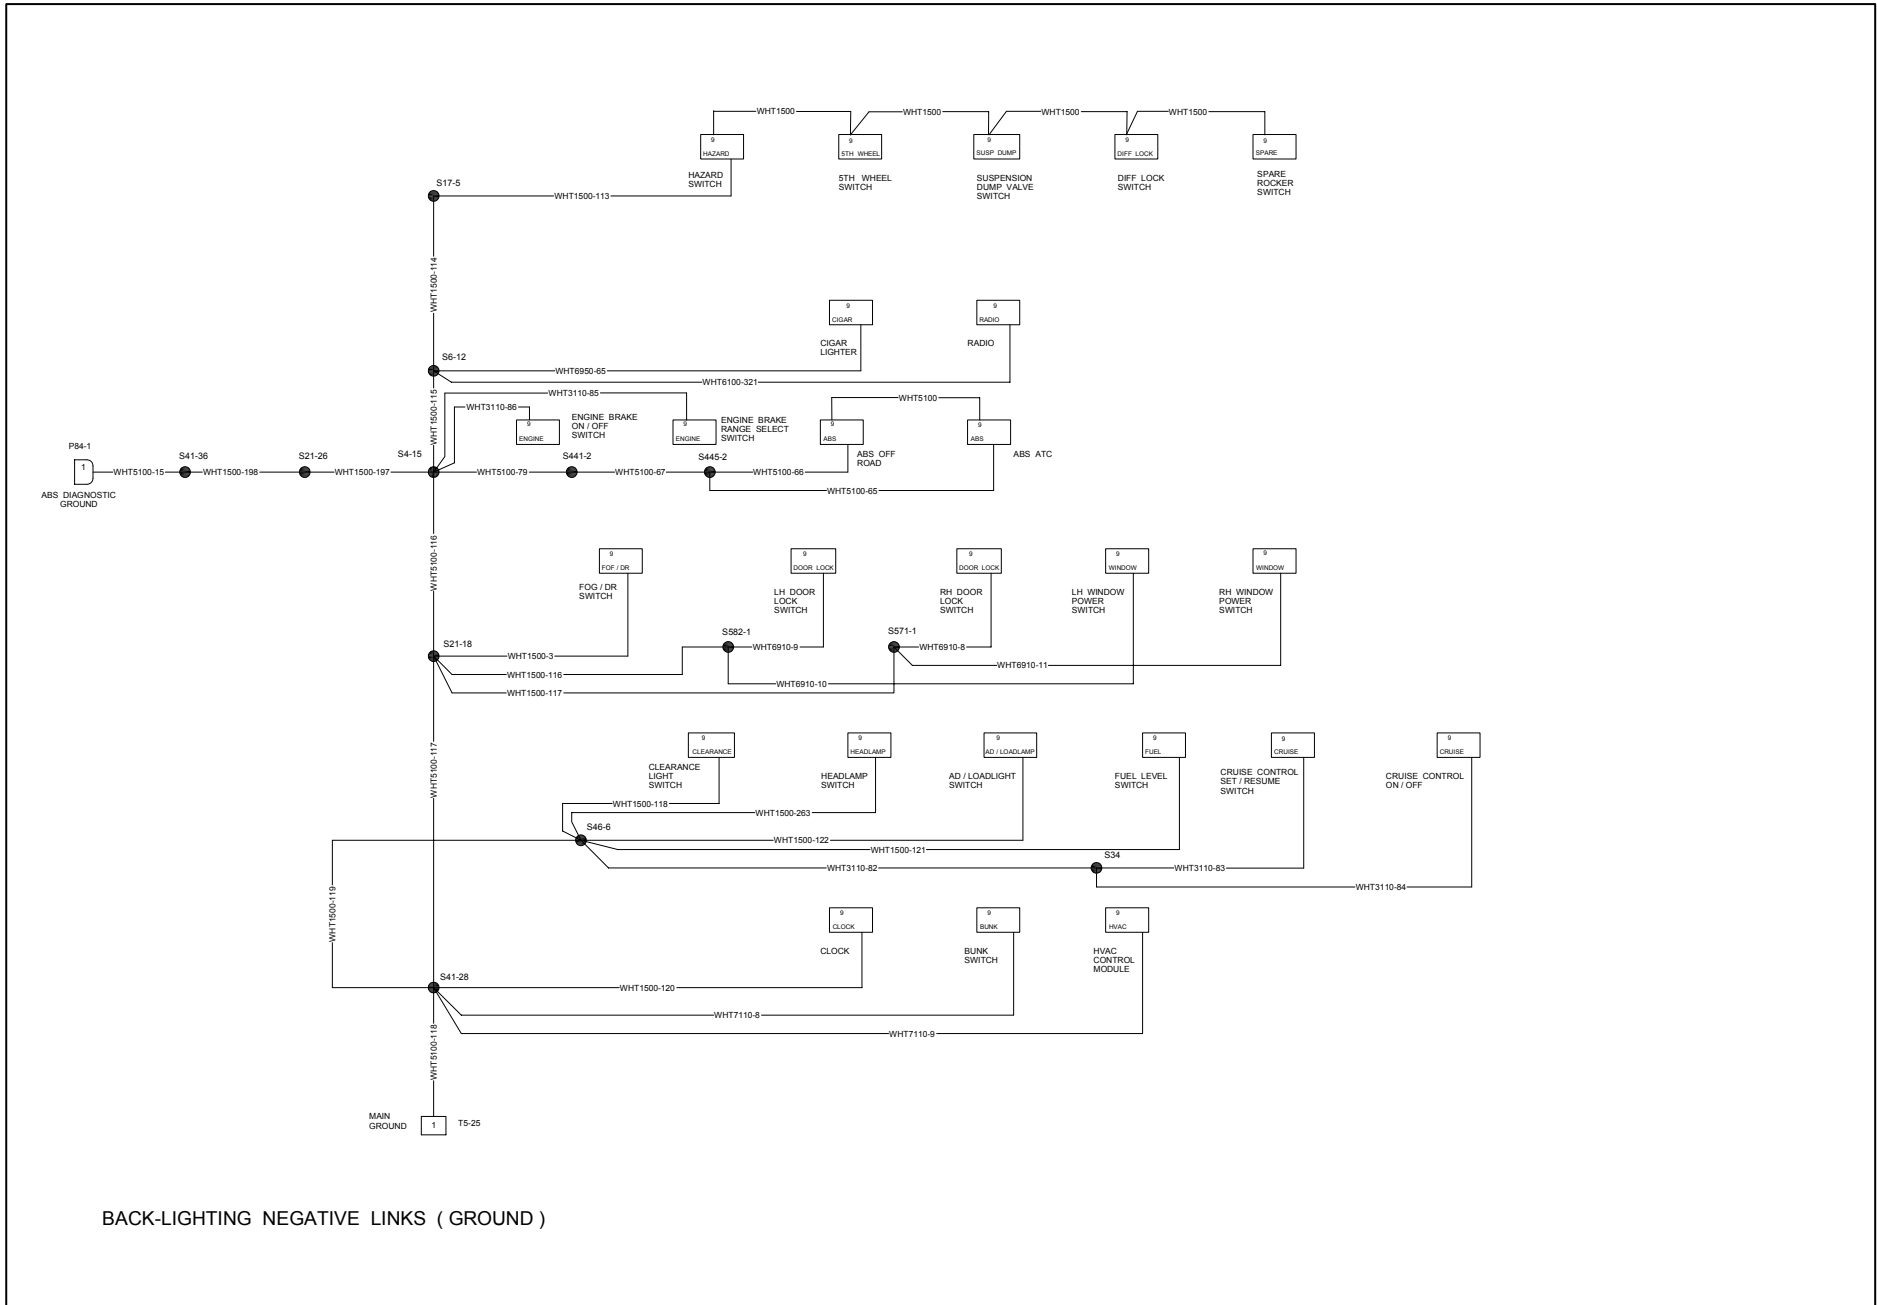 WHT1500 WHT1500 WHT1500 WHT1500
9 9 9 9 9
HAZARD 5TH WHEEL SUSP DUMP DIFF LOCK SPARE
HAZARD
SWITCH
5TH WHEEL
SWITCH
SUSPENSION
DUMP VALVE
SWITCH
DIFF LOCK
SWITCH
SPARE
ROCKER
SWITCH
S17-5
WHT1500-113
WHT1500-114
9 9
CIGAR RADIO
CIGAR
LIGHTER
RADIO
S6-12
WHT6950-65
WHT6100-321
WHT1500-115
WHT3110-85
WHT3110-86
WHT5100
9
ENGINE
ENGINE BRAKE
ON / OFF
SWITCH
9
ENGINE
ENGINE BRAKE
RANGE SELECT
SWITCH
9
ABS
ABS OFF
ROAD
9
ABS
ABS ATC
P84-1
1
ABS DIAGNOSTIC
GROUND
WHT5100-15
S41-36
WHT1500-198
S21-26
WHT1500-197
S4-15
WHT5100-79
S441-2
WHT5100-67
S445-2
WHT5100-66
WHT5100-65
WHT5100-116
9 9 9 9 9
FOF / DR DOOR LOCK DOOR LOCK WINDOW WINDOW
FOG / DR
SWITCH
LH DOOR
LOCK
SWITCH
RH DOOR
LOCK
SWITCH
LH WINDOW
POWER
SWITCH
RH WINDOW
POWER
SWITCH
S21-18
S582-1
S571-1
WHT1500-3
WHT6910-9
WHT6910-8
WHT1500-116
WHT6910-11
WHT1500-117
WHT6910-10
WHT5100-117
9 9 9 9 9 9
CLEARANCE HEADLAMP AD / LOADLAMP FUEL CRUISE CRUISE
CLEARANCE
LIGHT
SWITCH
HEADLAMP
SWITCH
AD / LOADLIGHT
SWITCH
FUEL LEVEL
SWITCH
CRUISE CONTROL
SET / RESUME
SWITCH
CRUISE CONTROL
ON / OFF
WHT1500-118
WHT1500-263
S46-6
WHT1500-122
WHT1500-121
S34
WHT3110-82
WHT3110-83
WHT3110-84
WHT1500-119
9 9 9
CLOCK BUNK HVAC
CLOCK
BUNK
SWITCH
HVAC
CONTROL
MODULE
S41-28
WHT1500-120
WHT7110-8
WHT7110-9
WHT5100-118
MAIN
GROUND
1
T5-25
BACK-LIGHTING NEGATIVE LINKS ( GROUND )